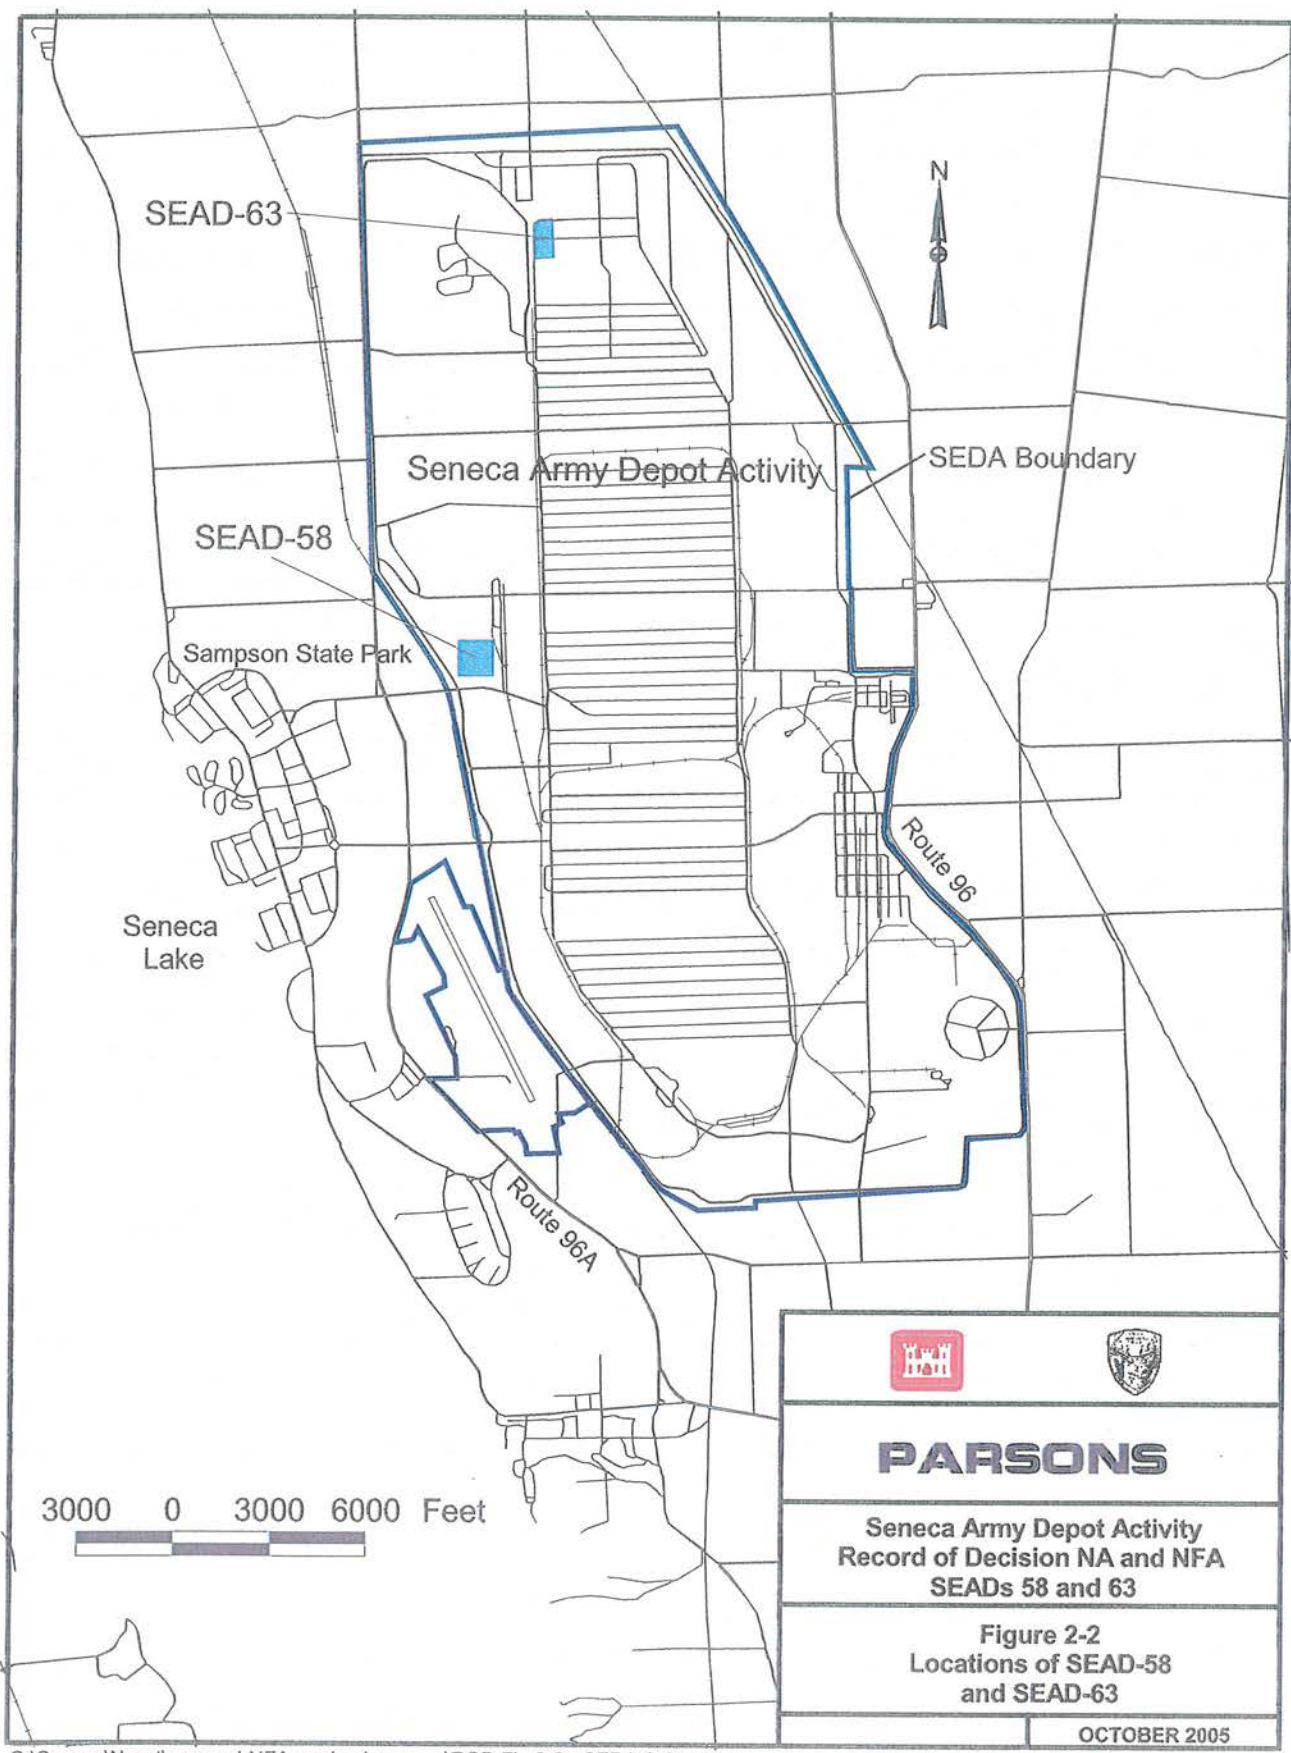 SEAD-63
N
Seneca Army Depot Activity
SEDA Boundary
SEAD-58
Sampson State Park
Route 96
Seneca
Lake
Route 96A
3000 0 3000 6000 Feet
PARSONS
Seneca Army Depot Activity
Record of Decision NA and NFA
SEADs 58 and 63
Figure 2-2
Locations of SEAD-58
and SEAD-63
OCTOBER 2005